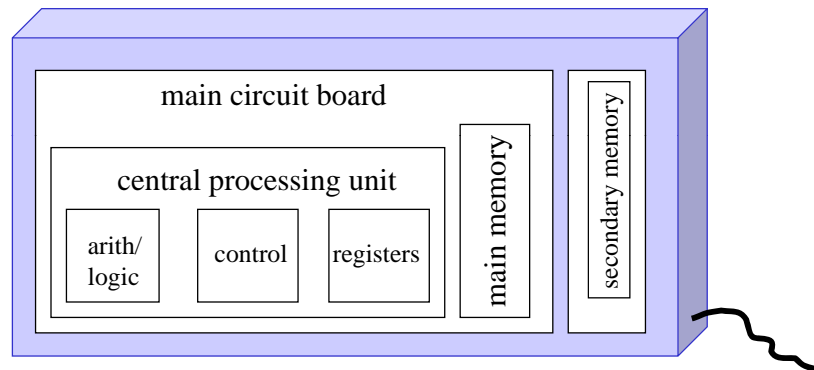 main circuit board
central processing unit
arith/
logic
control
registers
main memory
secondary memory